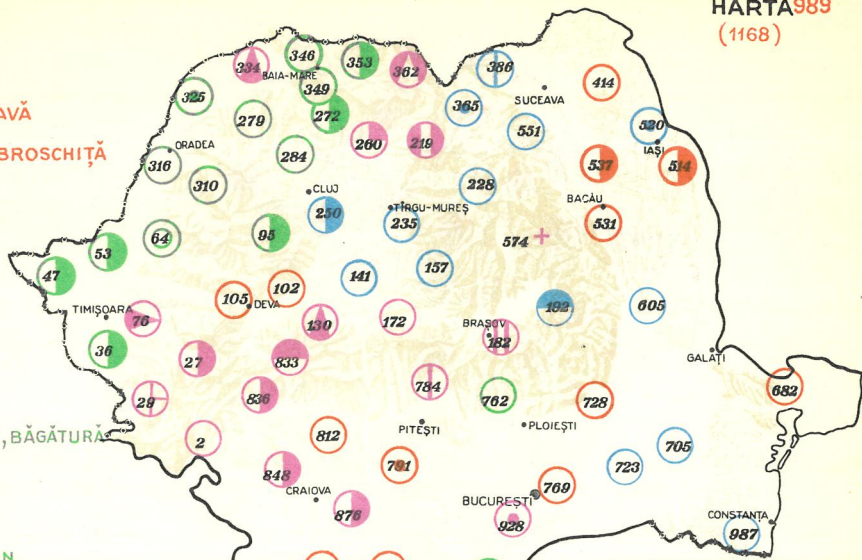 HARTA 989
(1168)
346
353
334
362
386
BAIA-MARE
349
414
325
SUCEAVA
365
AVĂ
272
279
551
520
260
219
ORADEA
IAȘI
BROSCHIȚĂ
284
316
537
514
310
228
CLUJ
BACĂU
TÎRGU-MUREȘ
250
235
531
64
95
574
53
47
157
141
102
105
DEVA
192
605
TIMIȘOARA
76
130
172
BRAȘOV
182
36
27
833
GALAȚI
784
682
29
836
762
728
2
812
PITEȘTI
PLOIEȘTI
, BĂGĂTURĂ
705
791
723
848
CRAIOVA
769
BUCUREȘTI
876
928
CONSTANȚA
987
N